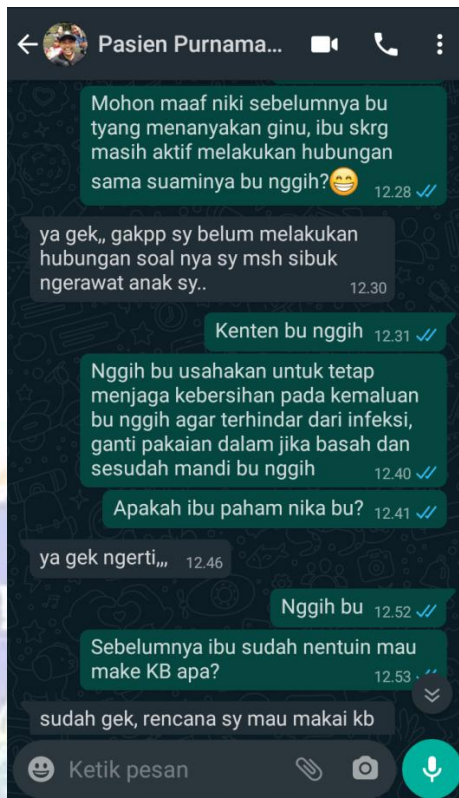 Pasien Purnama...
Mohon maaf niki sebelumnya bu
tyang menanyakan ginu, ibu skrg
masih aktif melakukan hubungan
sama suaminya bu nggih?😁 12.28
ya gek,, gakpp sy belum melakukan
hubungan soal nya sy msh sibuk
ngerawat anak sy..
12.30
Kenten bu nggih 12.31
Nggih bu usahakan untuk tetap
menjaga kebersihan pada kemaluan
bu nggih agar terhindar dari infeksi,
ganti pakaian dalam jika basah dan
sesudah mandi bu nggih 12.40
Apakah ibu paham nika bu? 12.41
ya gek ngerti,,, 12.46
Nggih bu 12.52
Sebelumnya ibu sudah nentuin mau
make KB apa? 12.53
sudah gek, rencana sy mau makai kb
Ketik pesan